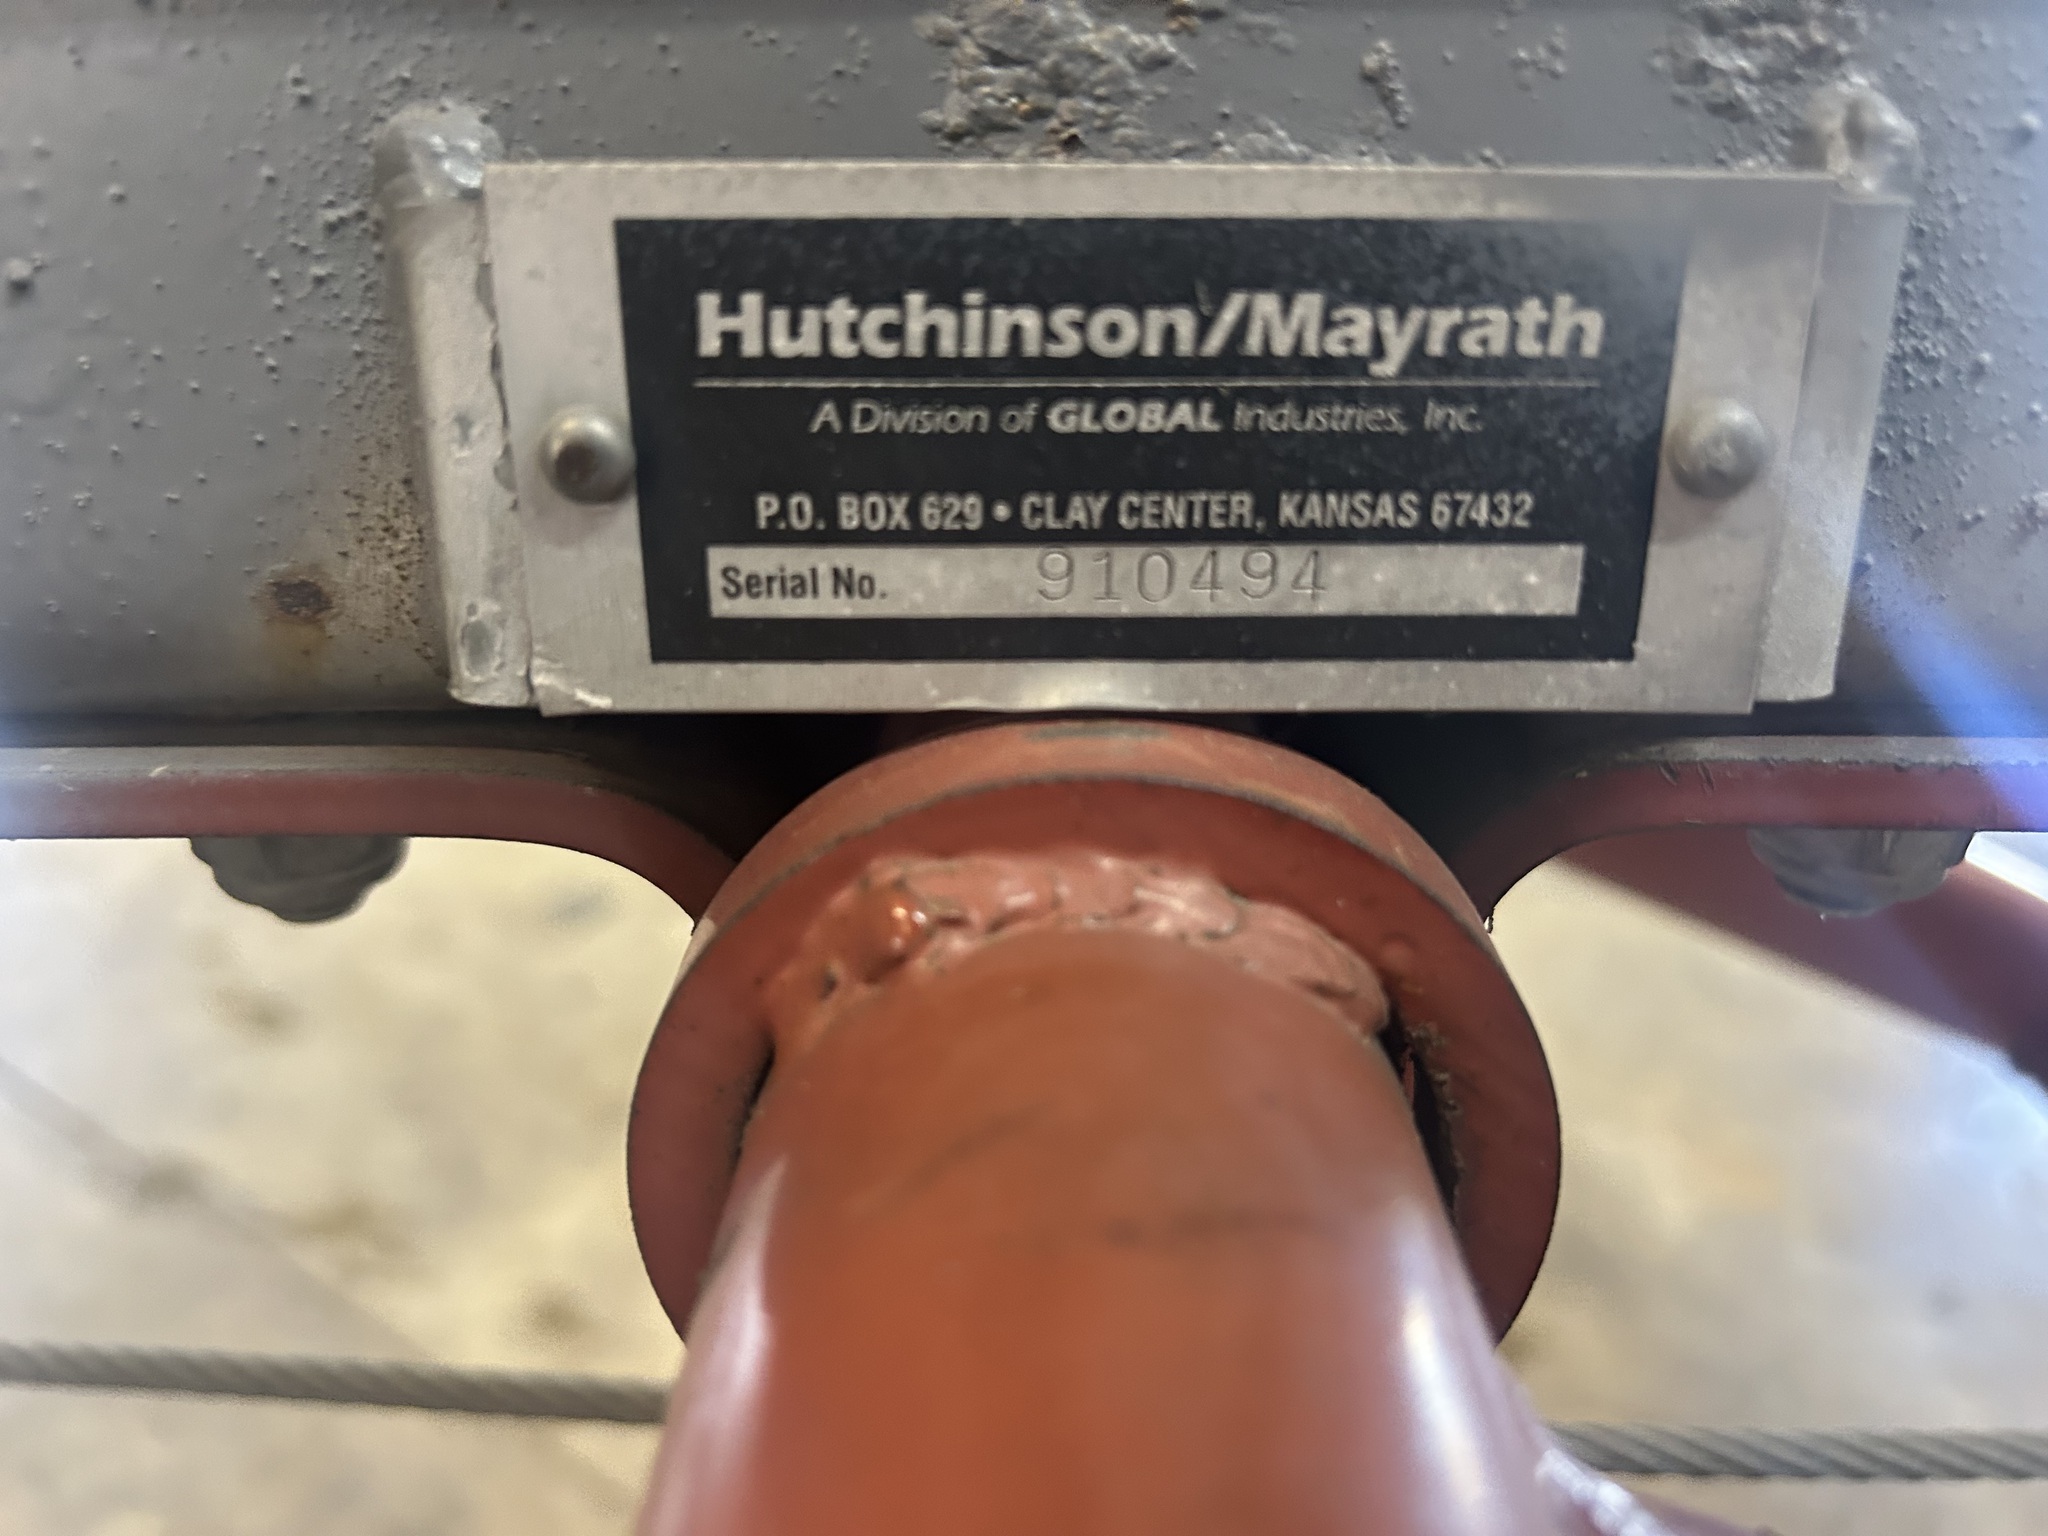 Hutchinson/Mayrath
A Division of GLOBAL Industries, Inc.
P.O. BOX 629 • CLAY CENTER, KANSAS 67432
Serial No. 910494